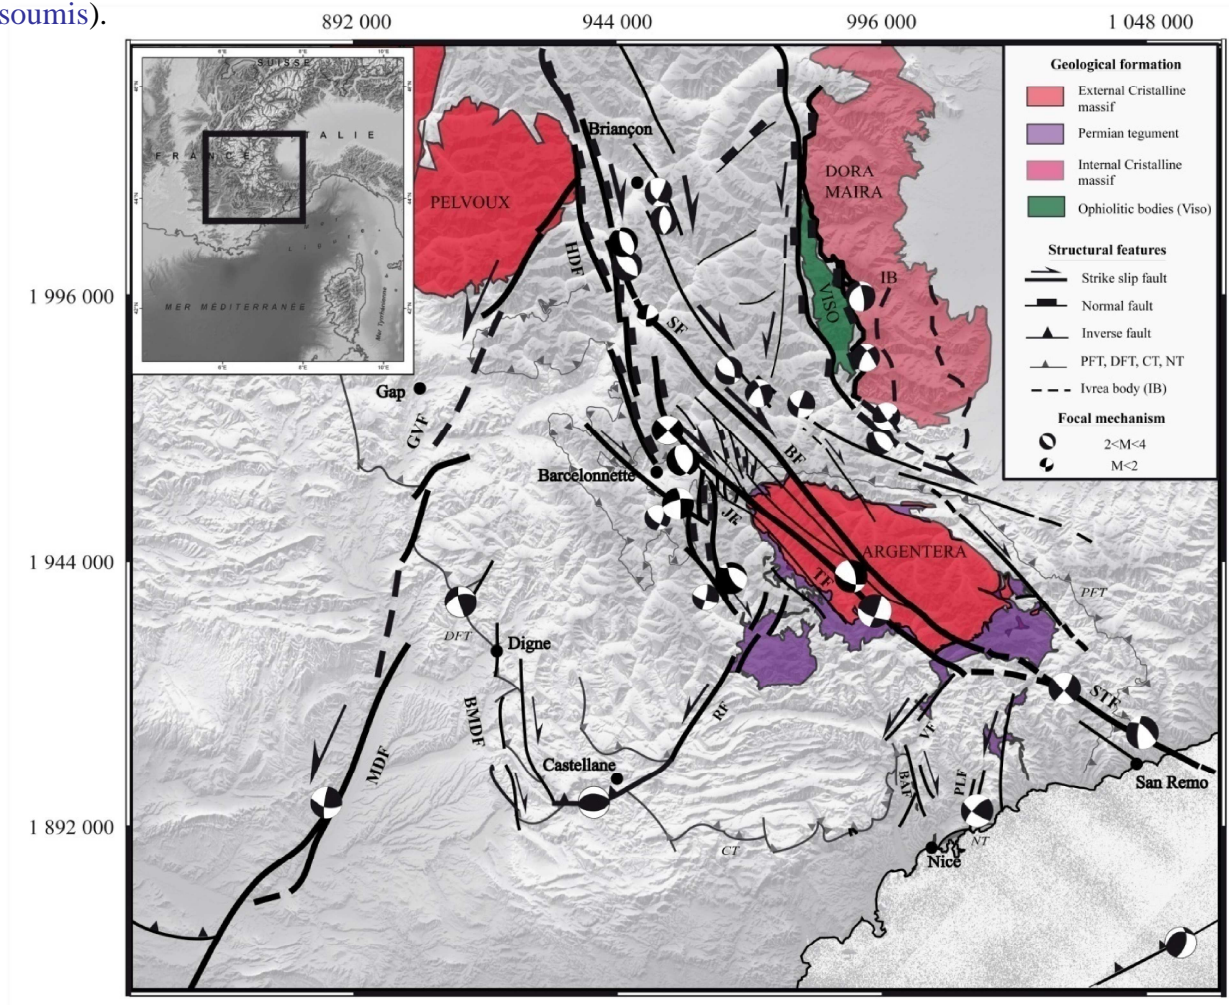 soumis).
892 000
944 000
996 000
1 048 000
1 996 000
1 944 000
1 892 000
SUISSE
FRANCE
ITALIE
MER MÉDITERRANÉE
Mer Tyrrhénienne
Geological formation
External Cristalline
massif
Permian tegument
Internal Cristalline
massif
Ophiolitic bodies (Viso)
Structural features
Strike slip fault
Normal fault
Inverse fault
PFT, DFT, CT, NT
Ivrea body (IB)
Focal mechanism
2<M<4
M<2
Briançon
DORA
MAIRA
PELVOUX
HDF
IB
VISO
SF
Gap
GVF
BF
Barcelonnette
JF
ARGENTERA
TF
PFT
DFT
Digne
STF
BMDF
RF
VF
MDF
Castellane
BAF
PLF
San Remo
CT
NT
Nice